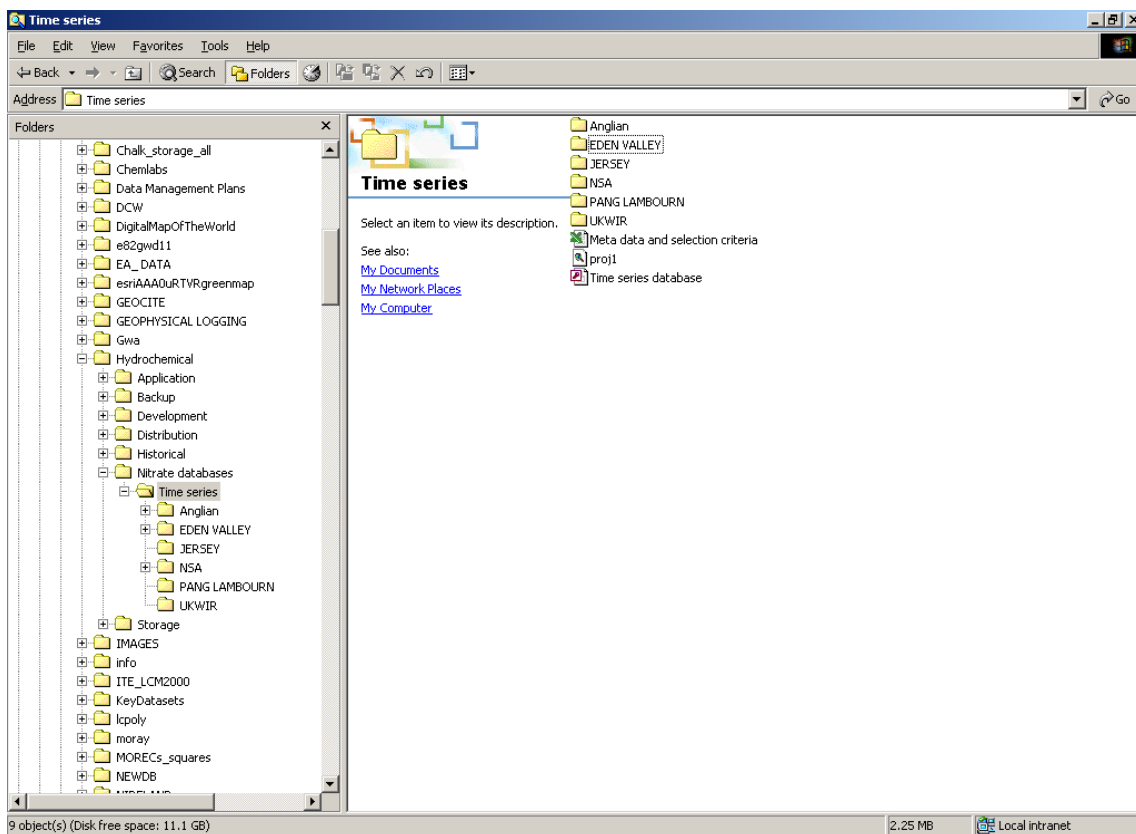 Time series
File Edit View Favorites Tools Help
Back Search Folders
Address Time series Go
Folders
Chalk_storage_all
Chemlabs
Data Management Plans
DCW
DigitalMapOfTheWorld
e82gwd11
EA_ DATA
esriAAA0uRTVRgreenmap
GEOCITE
GEOPHYSICAL LOGGING
Gwa
Hydrochemical
Application
Backup
Development
Distribution
Historical
Nitrate databases
Time series
Anglian
EDEN VALLEY
JERSEY
NSA
PANG LAMBOURN
UKWIR
Storage
IMAGES
info
ITE_LCM2000
KeyDatasets
lcpoly
moray
MORECs_squares
NEWDB
Time series
Select an item to view its description.
See also:
My Documents
My Network Places
My Computer
Anglian
EDEN VALLEY
JERSEY
NSA
PANG LAMBOURN
UKWIR
Meta data and selection criteria
proj1
Time series database
9 object(s) (Disk free space: 11.1 GB) 2.25 MB Local intranet